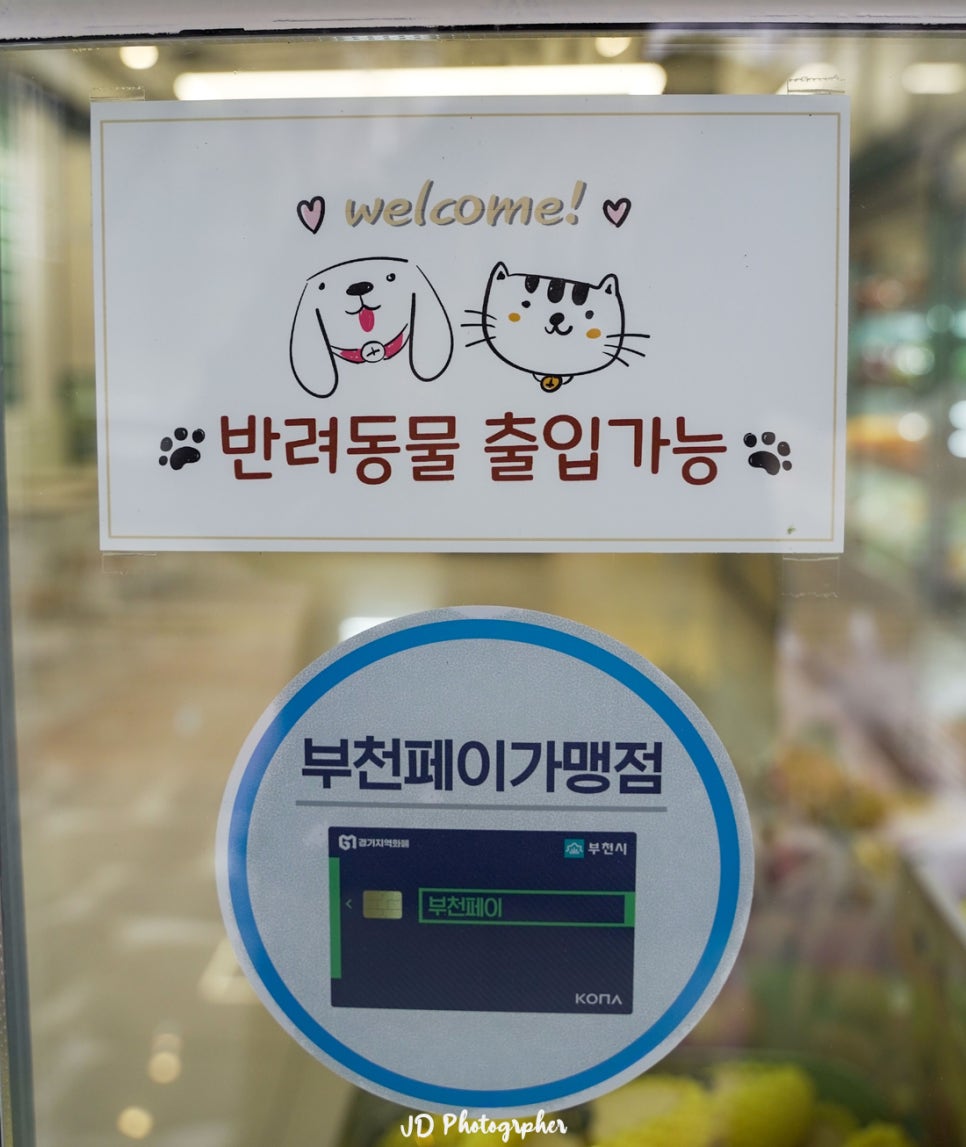 welcome!
반려동물 출입가능
부천페이가맹점
경기지역화폐
부천시
부천페이
KONA
JD Photogrpher